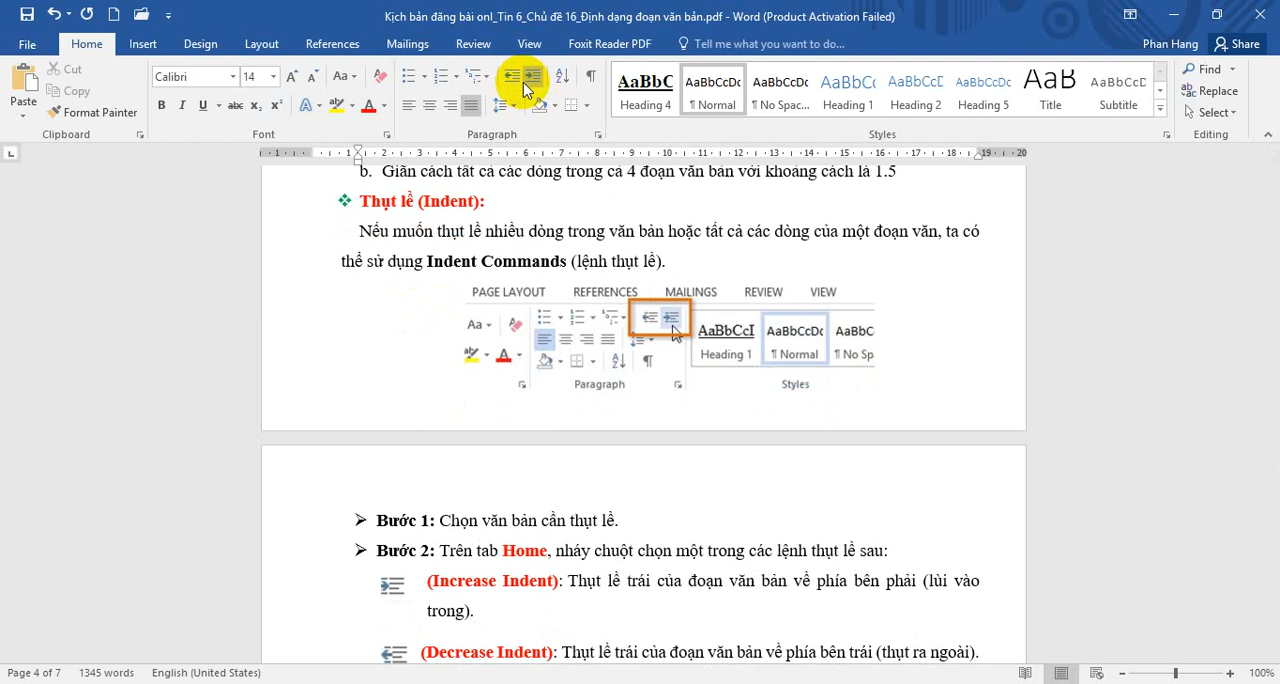 Kịch bản đăng bài onl_Tin 6_Chủ đề 16_Định dạng đoạn văn bản.pdf - Word (Product Activation Failed)
File Home Insert Design Layout References Mailings Review View Foxit Reader PDF Tell me what you want to do... Phan Hang Share
Paste
Cut
Copy
Format Painter
Clipboard
Calibri 14
Font
Paragraph
AaBbC AaBbCcDc AaBbCcDc AaBbC AaBbCcD AaBbCcD AaB AaBbCcD
Heading 4 ¶ Normal ¶ No Spac... Heading 1 Heading 2 Heading 5 Title Subtitle
Styles
Find
Replace
Select
Editing
b. Giãn cách tất cả các dòng trong cả 4 đoạn văn bản với khoảng cách là 1.5
Thụt lề (Indent):
Nếu muốn thụt lề nhiều dòng trong văn bản hoặc tất cả các dòng của một đoạn văn, ta có
thể sử dụng Indent Commands (lệnh thụt lề).
PAGE LAYOUT REFERENCES MAILINGS REVIEW VIEW
Aa AaBbCcI AaBbCcDc AaBbC
Heading 1 ¶ Normal ¶ No Spa
Paragraph Styles
Bước 1: Chọn văn bản cần thụt lề.
Bước 2: Trên tab Home, nháy chuột chọn một trong các lệnh thụt lề sau:
(Increase Indent): Thụt lề trái của đoạn văn bản về phía bên phải (lùi vào
trong).
(Decrease Indent): Thụt lề trái của đoạn văn bản về phía bên trái (thụt ra ngoài).
Page 4 of 7 1345 words English (United States) 100%